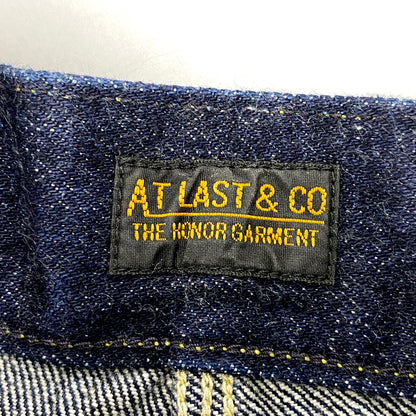 AT LAST & CO
THE HONOR GARMENT